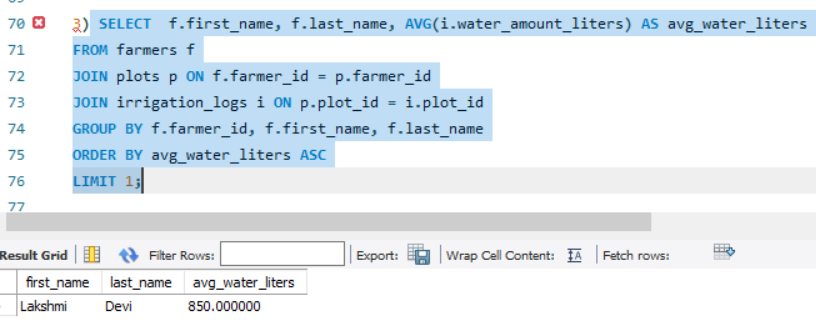 70 3) SELECT f.first_name, f.last_name, AVG(i.water_amount_liters) AS avg_water_liters
71 FROM farmers f
72 JOIN plots p ON f.farmer_id = p.farmer_id
73 JOIN irrigation_logs i ON p.plot_id = i.plot_id
74 GROUP BY f.farmer_id, f.first_name, f.last_name
75 ORDER BY avg_water_liters ASC
76 LIMIT 1;
77
Result Grid Filter Rows: Export: Wrap Cell Content: IA Fetch rows:
first_name last_name avg_water_liters
Lakshmi Devi 850.000000